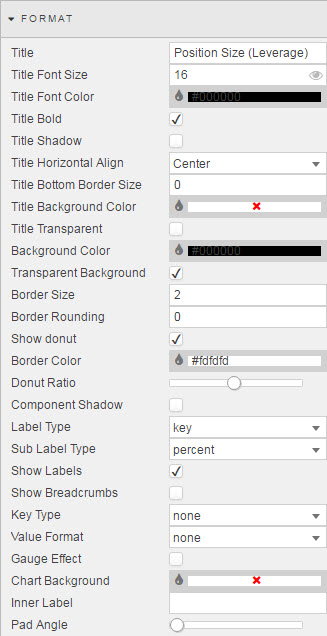 FORMAT
Title Position Size (Leverage)
Title Font Size 16
Title Font Color #000000
Title Bold
Title Shadow
Title Horizontal Align Center
Title Bottom Border Size 0
Title Background Color
Title Transparent
Background Color #000000
Transparent Background
Border Size 2
Border Rounding 0
Show donut
Border Color #fdfdfd
Donut Ratio
Component Shadow
Label Type key
Sub Label Type percent
Show Labels
Show Breadcrumbs
Key Type none
Value Format none
Gauge Effect
Chart Background
Inner Label
Pad Angle